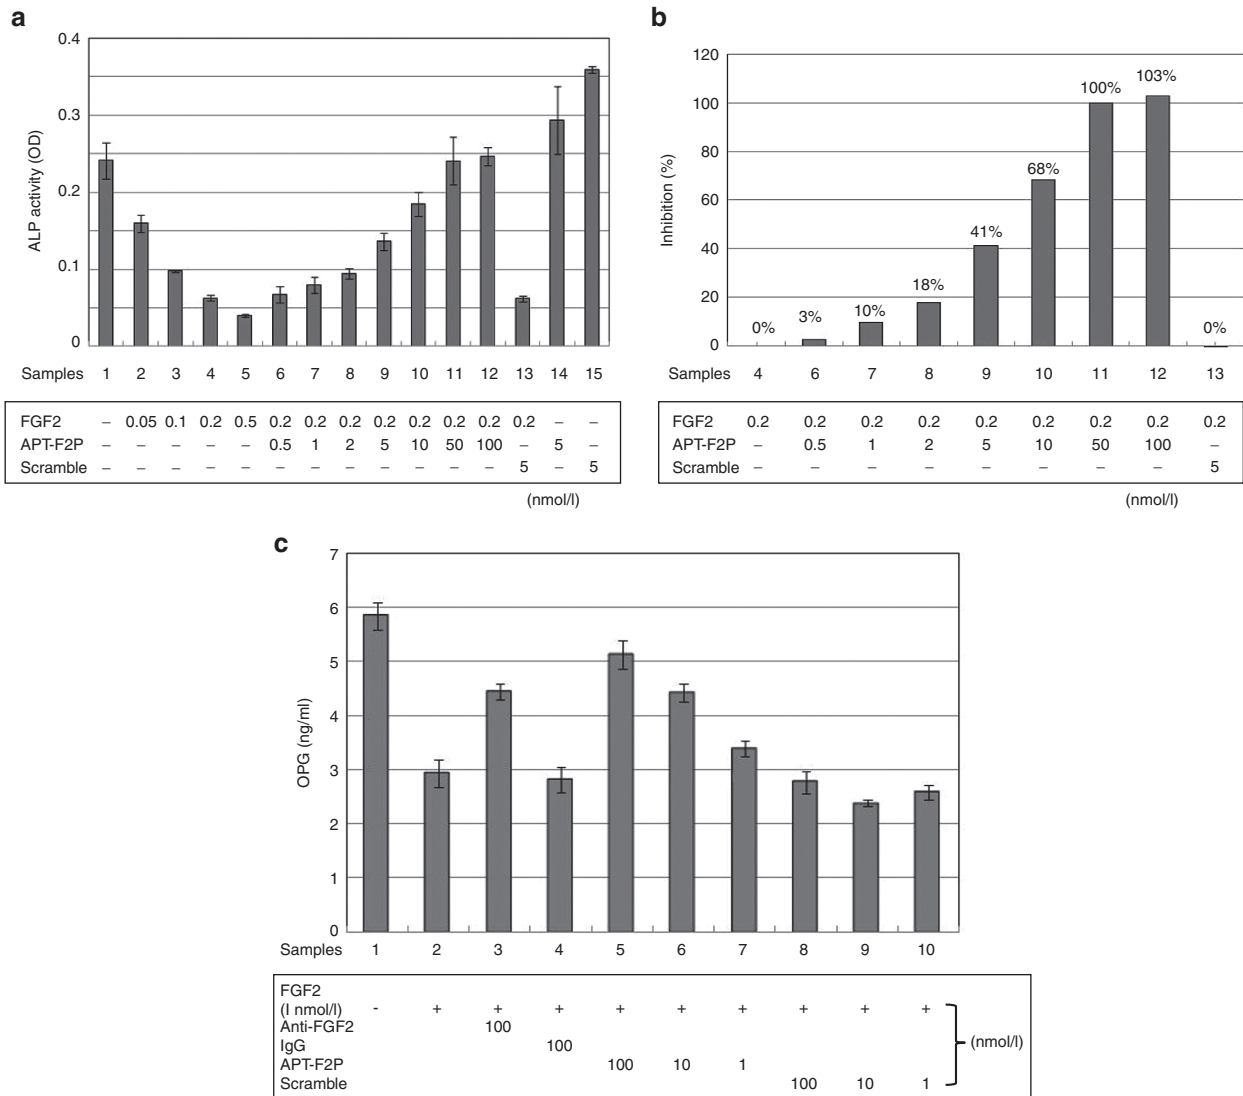 a
0.4
0.3
0.2
0.1
0
ALP activity (OD)
Samples 1 2 3 4 5 6 7 8 9 10 11 12 13 14 15
FGF2 – 0.05 0.1 0.2 0.5 0.2 0.2 0.2 0.2 0.2 0.2 0.2 0.2 – –
APT-F2P – – – – – 0.5 1 2 5 10 50 100 – 5 –
Scramble – – – – – – – – – – – – 5 – 5
(nmol/l)
b
120
100
80
60
40
20
0
Inhibition (%)
0% 3% 10% 18% 41% 68% 100% 103% 0%
Samples 4 6 7 8 9 10 11 12 13
FGF2 0.2 0.2 0.2 0.2 0.2 0.2 0.2 0.2 0.2
APT-F2P – 0.5 1 2 5 10 50 100 –
Scramble – – – – – – – – 5
(nmol/l)
c
7
6
5
4
3
2
1
0
OPG (ng/ml)
Samples 1 2 3 4 5 6 7 8 9 10
FGF2
(I nmol/l) - + + + + + + + + +
Anti-FGF2 100
IgG 100
APT-F2P 100 10 1
Scramble 100 10 1
(nmol/l)